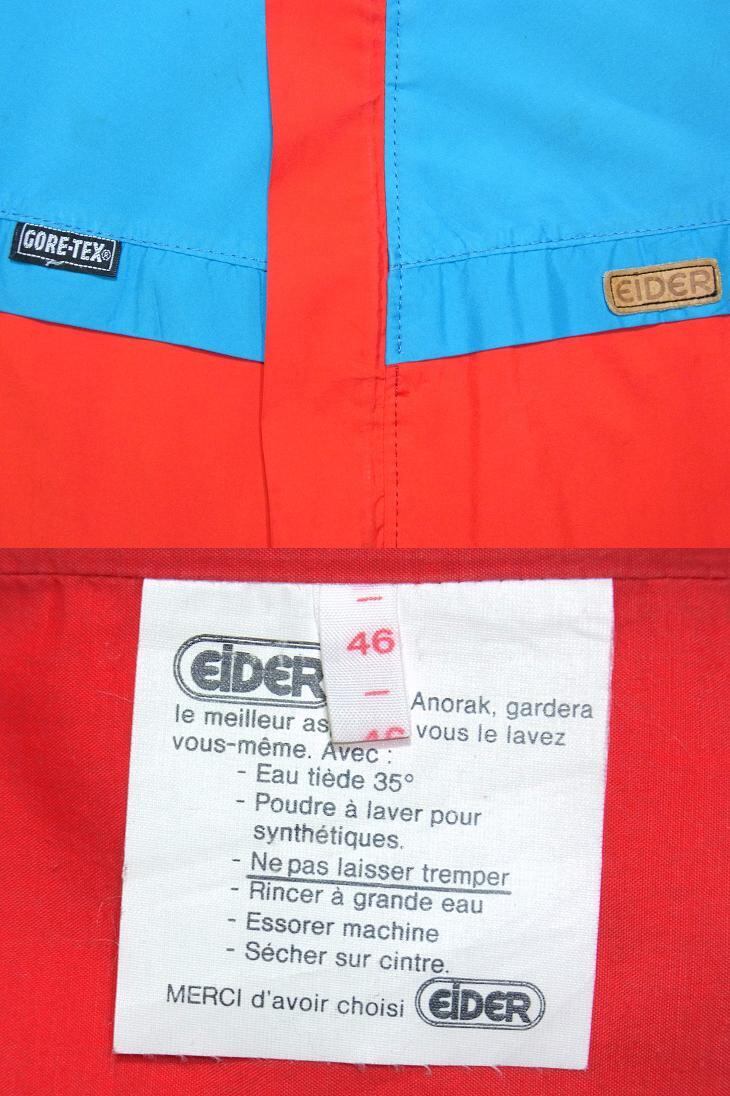 GORE-TEX®
EIDER
46
EiDER
Anorak, gardera
le meilleur as
vous le lavez
vous-même. Avec :
- Eau tiède 35°
- Poudre à laver pour
synthétiques.
- Ne pas laisser tremper
- Rincer à grande eau
- Essorer machine
- Sécher sur cintre.
MERCI d'avoir choisi EiDER